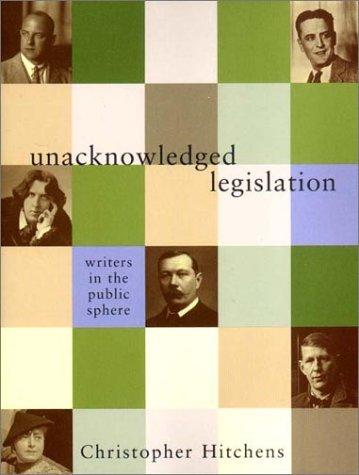 unacknowledged
legislation
writers
in the
public
sphere
Christopher Hitchens